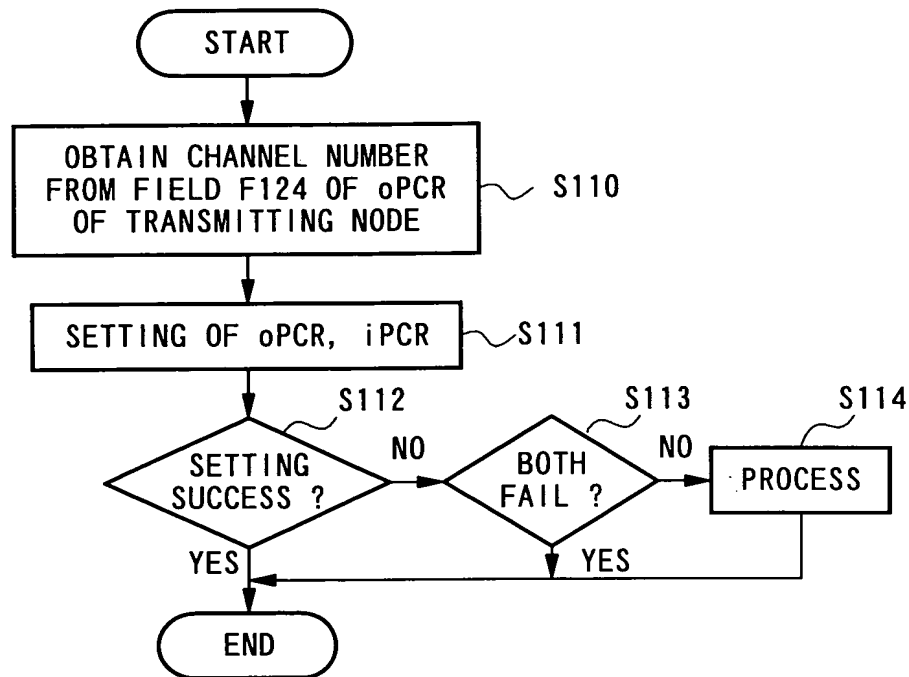 START
OBTAIN CHANNEL NUMBER
FROM FIELD F124 OF oPCR
OF TRANSMITTING NODE
S110
SETTING OF oPCR, iPCR
S111
S112
SETTING
SUCCESS ?
NO
S113
BOTH
FAIL ?
NO
S114
PROCESS
YES
YES
END